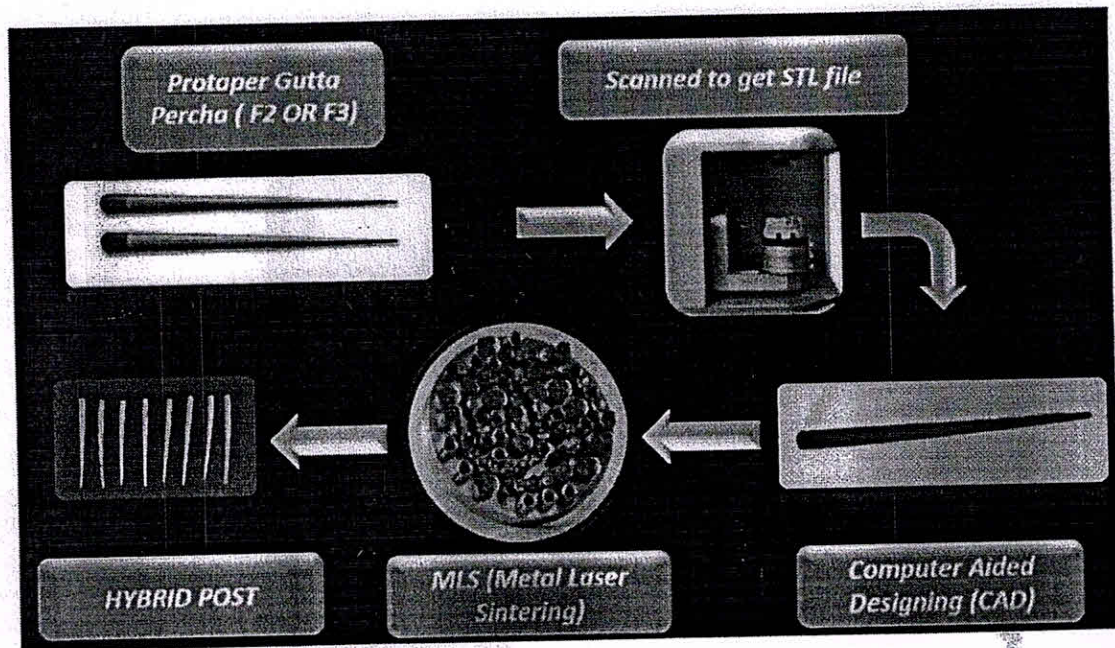 Protaper Gutta
Percha ( F2 OR F3)
Scanned to get STL file
HYBRID POST
MLS (Metal Laser
Sintering)
Computer Aided
Designing (CAD)